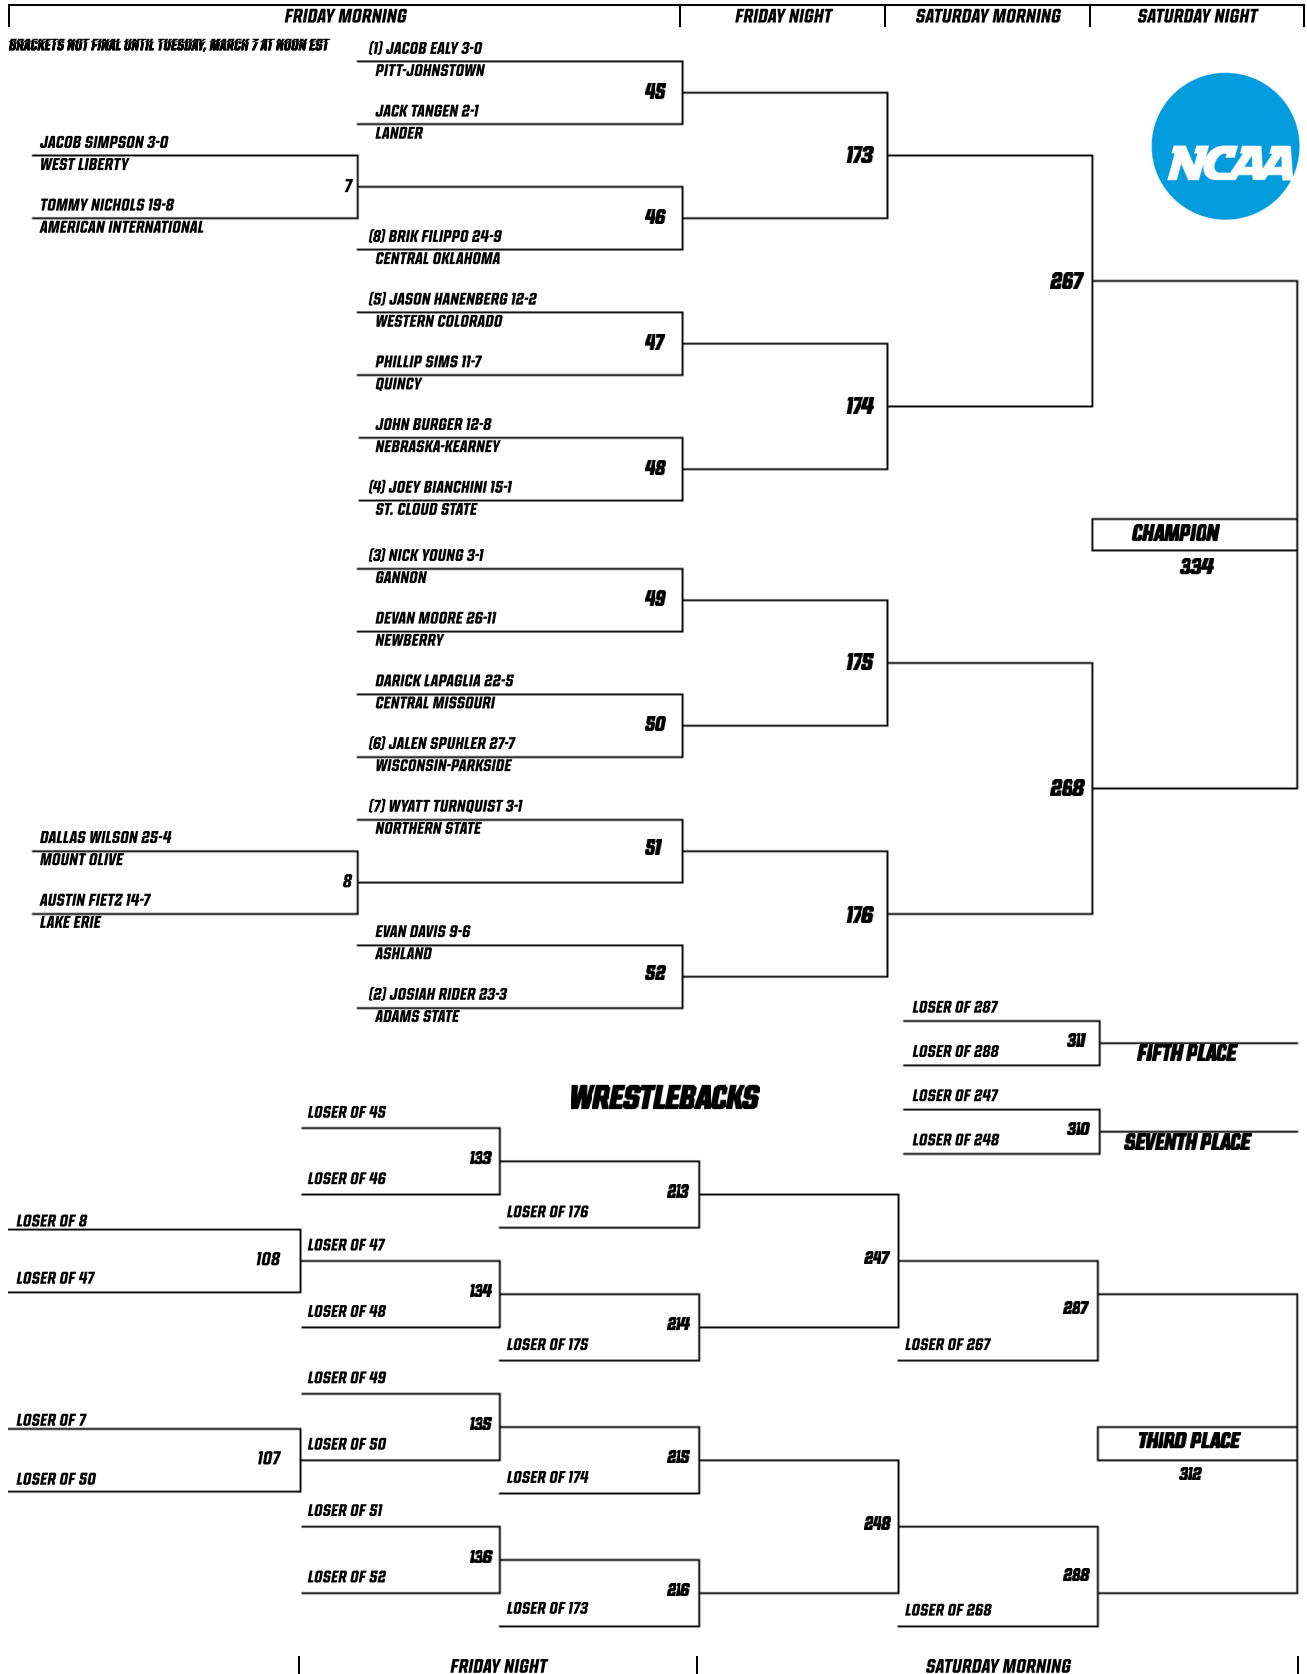 FRIDAY MORNING
FRIDAY NIGHT
SATURDAY MORNING
SATURDAY NIGHT
BRACKETS NOT FINAL UNTIL TUESDAY, MARCH 7 AT NOON EST
NCAA
(1) JACOB EALY 3-0
PITT-JOHNSTOWN
45
JACK TANGEN 2-1
LANDER
JACOB SIMPSON 3-0
WEST LIBERTY
7
TOMMY NICHOLS 19-8
AMERICAN INTERNATIONAL
173
46
(8) BRIK FILIPPO 24-9
CENTRAL OKLAHOMA
267
(5) JASON HANENBERG 12-2
WESTERN COLORADO
47
PHILLIP SIMS 11-7
QUINCY
174
JOHN BURGER 12-8
NEBRASKA-KEARNEY
48
(4) JOEY BIANCHINI 15-1
ST. CLOUD STATE
CHAMPION
334
(3) NICK YOUNG 3-1
GANNON
49
DEVAN MOORE 26-11
NEWBERRY
175
DARICK LAPAGLIA 22-5
CENTRAL MISSOURI
50
(6) JALEN SPUHLER 27-7
WISCONSIN-PARKSIDE
268
(7) WYATT TURNQUIST 3-1
NORTHERN STATE
51
DALLAS WILSON 25-4
MOUNT OLIVE
8
AUSTIN FIETZ 14-7
LAKE ERIE
176
EVAN DAVIS 9-6
ASHLAND
52
(2) JOSIAH RIDER 23-3
ADAMS STATE
LOSER OF 287
311
LOSER OF 288
FIFTH PLACE
LOSER OF 247
310
LOSER OF 248
SEVENTH PLACE
WRESTLEBACKS
LOSER OF 45
133
LOSER OF 46
213
LOSER OF 176
LOSER OF 8
108
LOSER OF 47
LOSER OF 47
134
LOSER OF 48
247
214
LOSER OF 175
287
LOSER OF 267
LOSER OF 49
135
LOSER OF 50
LOSER OF 7
107
LOSER OF 50
215
LOSER OF 174
THIRD PLACE
312
LOSER OF 51
136
LOSER OF 52
248
216
LOSER OF 173
288
LOSER OF 268
FRIDAY NIGHT
SATURDAY MORNING